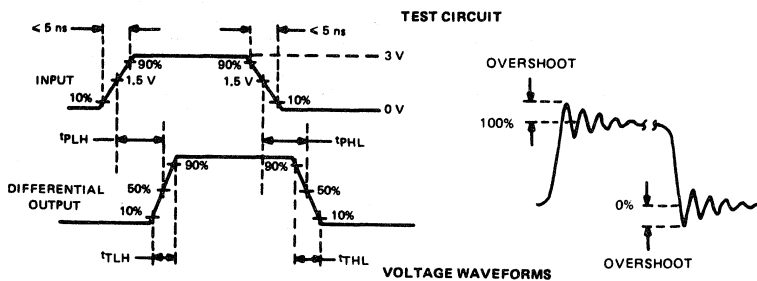 TEST CIRCUIT
< 5 ns
< 5 ns
3 V
90%
90%
INPUT
1.5 V
1.5 V
10%
10%
0 V
tPLH
tPHL
90%
90%
DIFFERENTIAL
OUTPUT
50%
50%
10%
10%
tTLH
tTHL
VOLTAGE WAVEFORMS
OVERSHOOT
100%
0%
OVERSHOOT